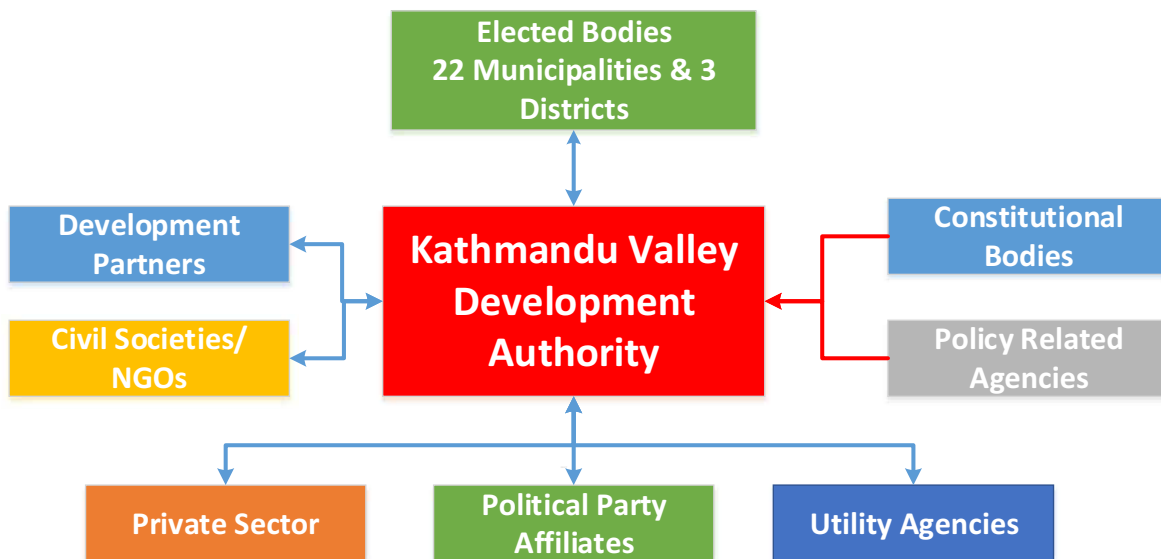 Elected Bodies
22 Municipalities & 3
Districts
Development
Partners
Kathmandu Valley
Development
Authority
Constitutional
Bodies
Civil Societies/
NGOs
Policy Related
Agencies
Private Sector
Political Party
Affiliates
Utility Agencies